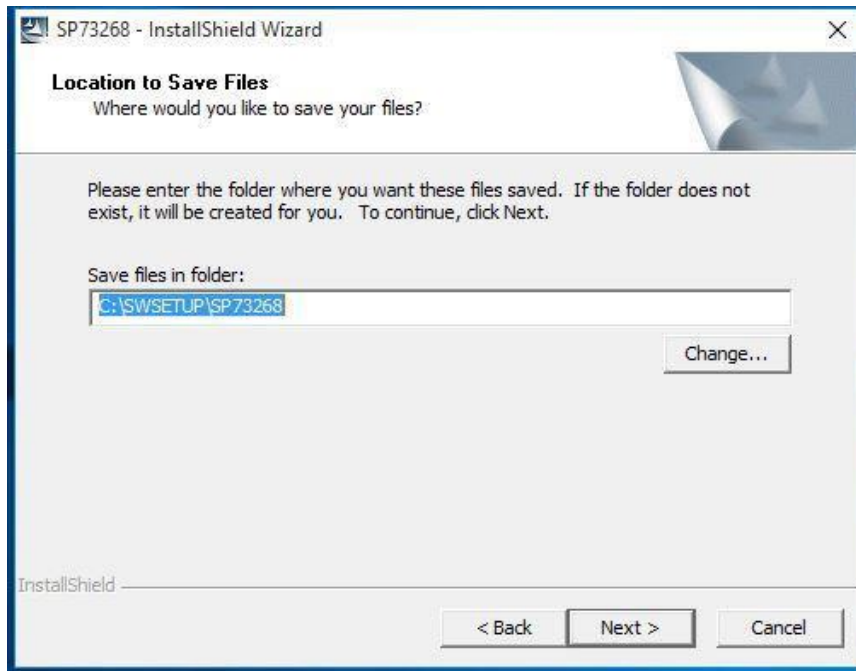 SP73268 - InstallShield Wizard
Location to Save Files
Where would you like to save your files?
Please enter the folder where you want these files saved.  If the folder does not
exist, it will be created for you.   To continue, click Next.
Save files in folder:
C:\SWSETUP\SP73268
Change...
InstallShield
< Back
Next >
Cancel